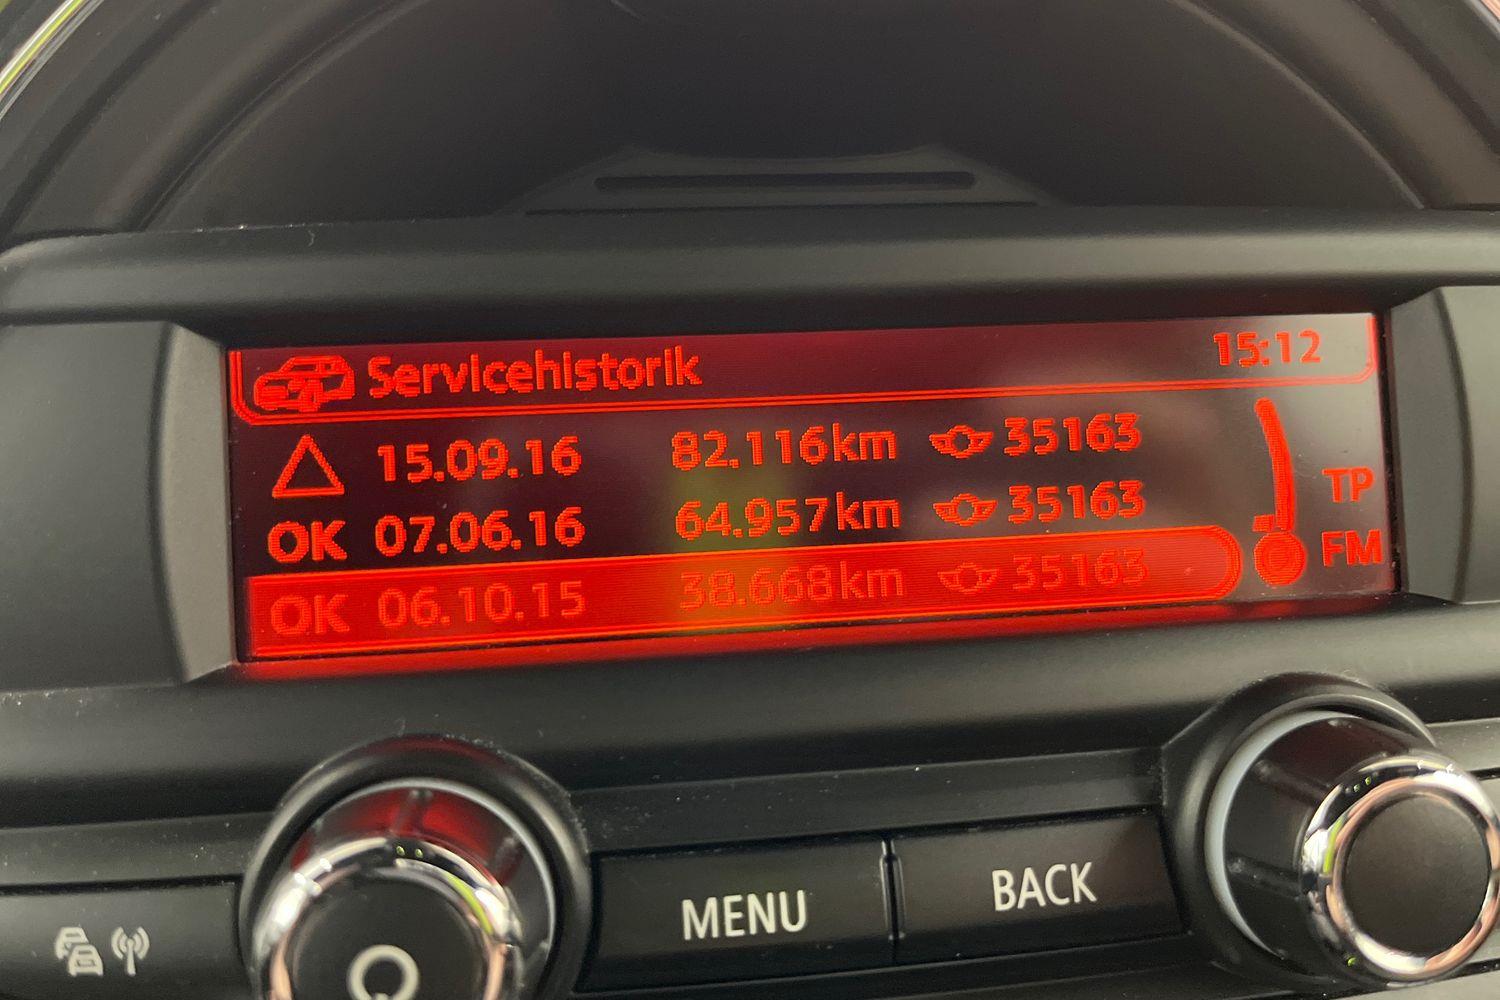 Servicehistorik 15:12
15.09.16 82.116km 35163
OK 07.06.16 64.957km 35163
OK 06.10.15 38.668km 35163
TP
FM
MENU
BACK